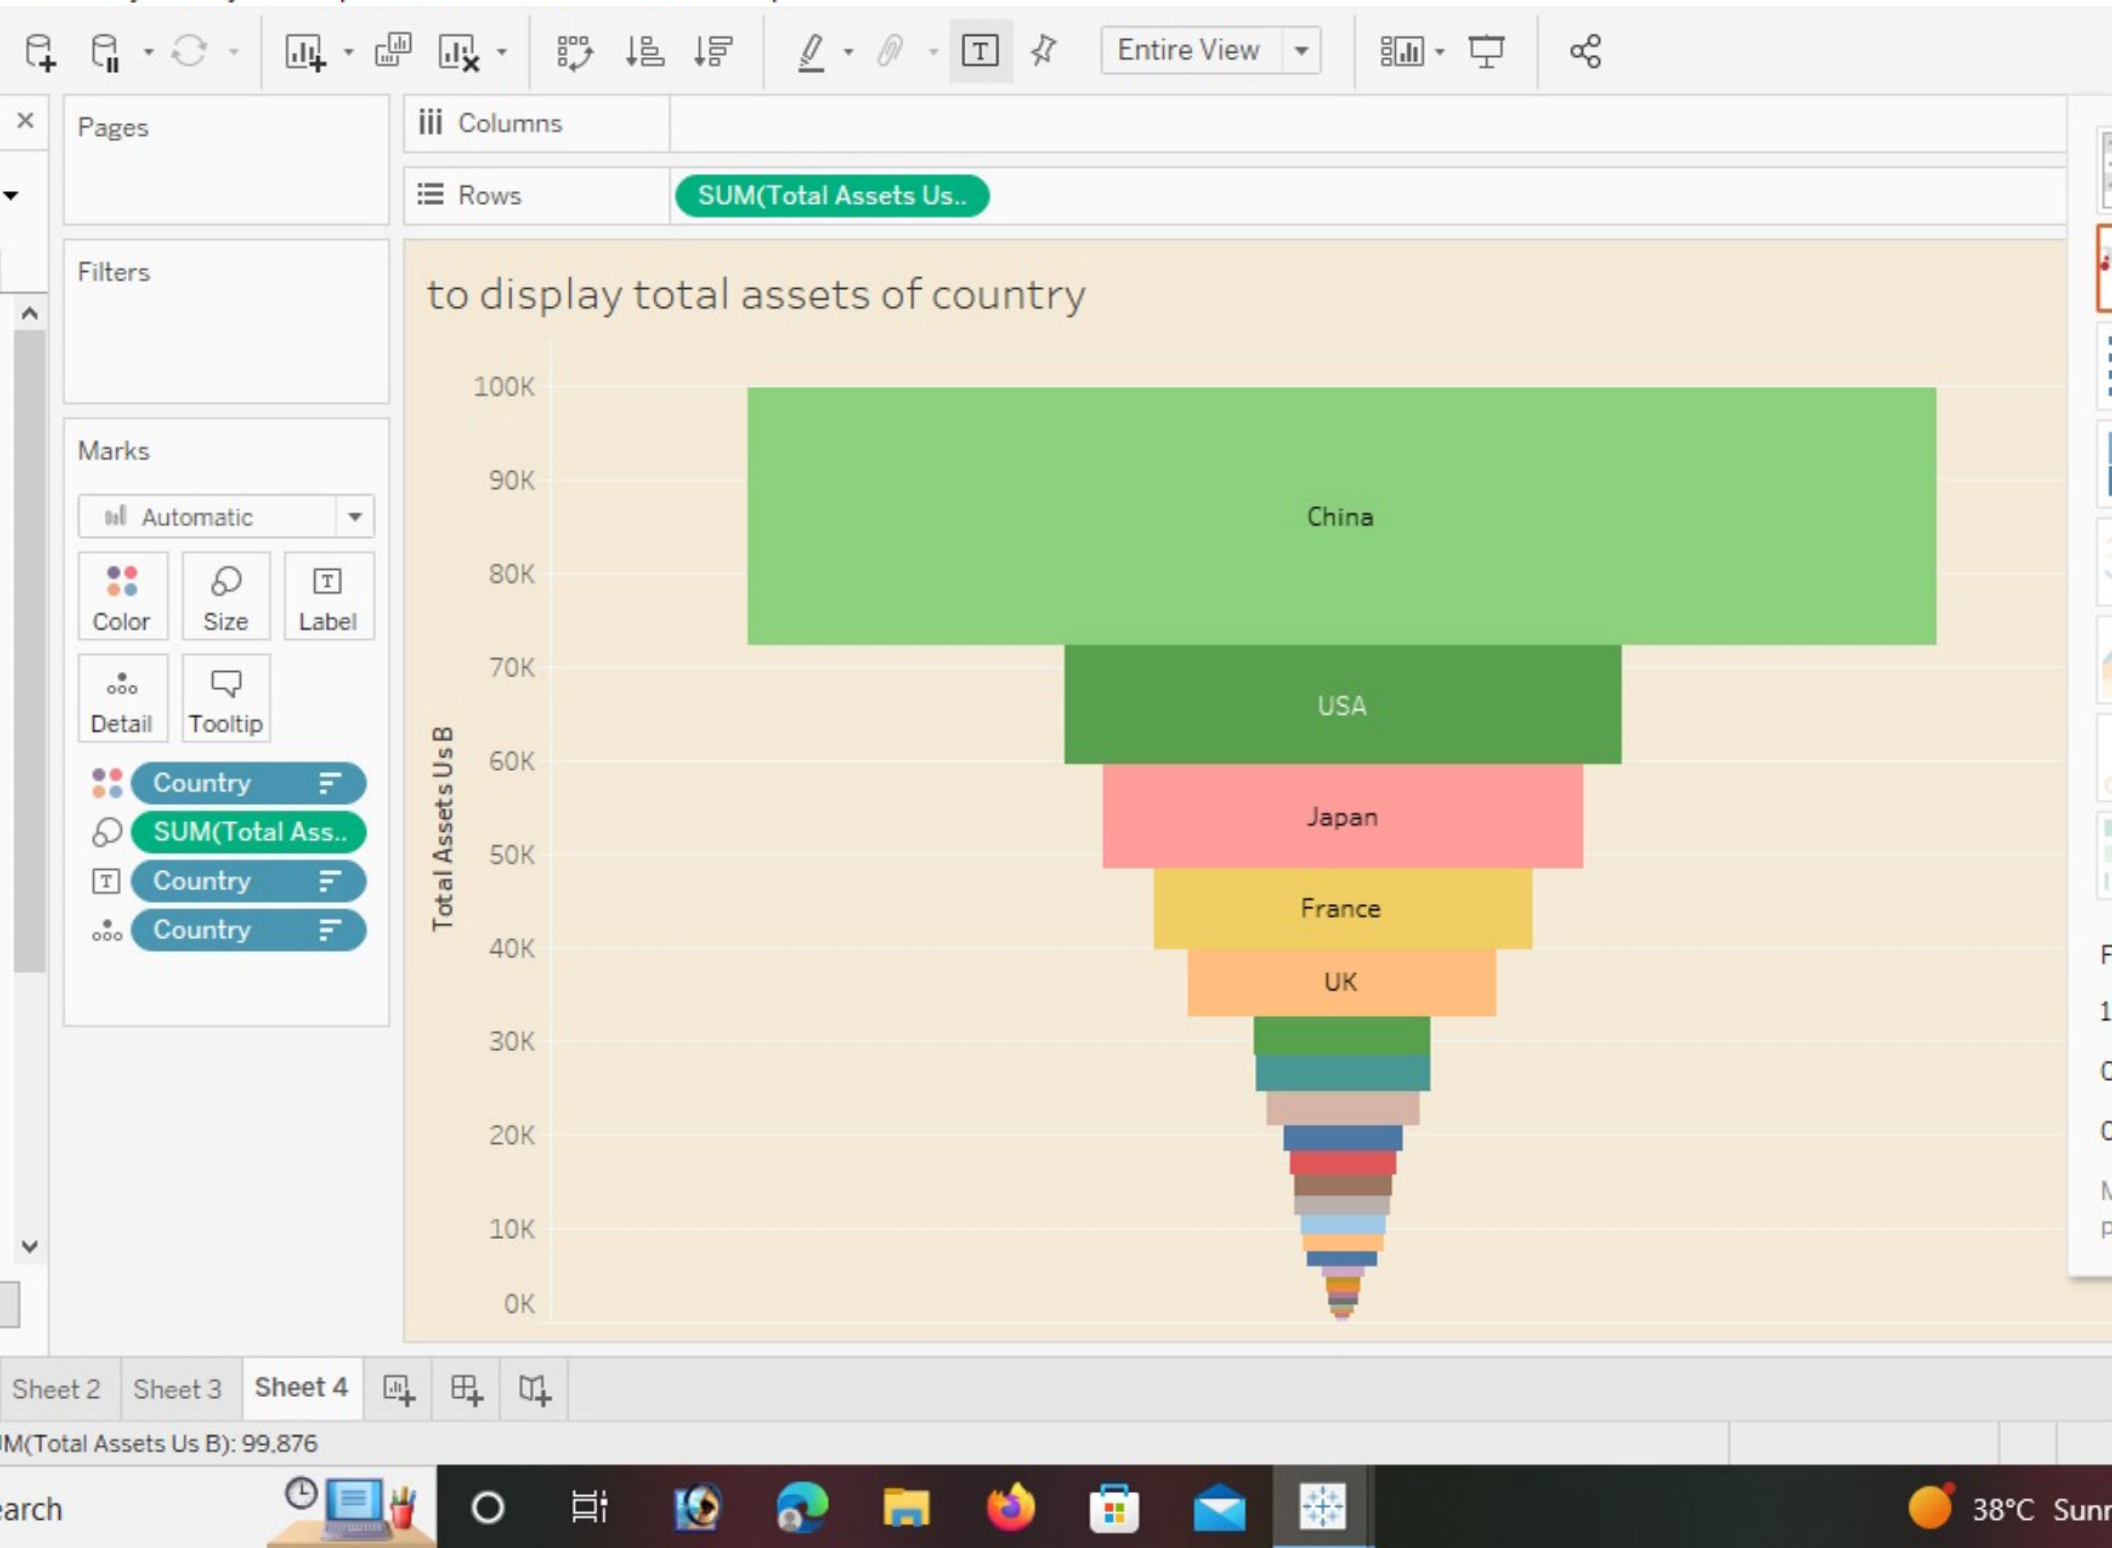 Entire View
Pages
Columns
Rows
SUM(Total Assets Us..
Filters
to display total assets of country
Marks
Automatic
Color
Size
Label
Detail
Tooltip
Country
SUM(Total Ass..
Country
Country
Total Assets Us B
100K
90K
80K
70K
60K
50K
40K
30K
20K
10K
0K
China
USA
Japan
France
UK
Sheet 2
Sheet 3
Sheet 4
M(Total Assets Us B): 99,876
earch
38°C Sunn